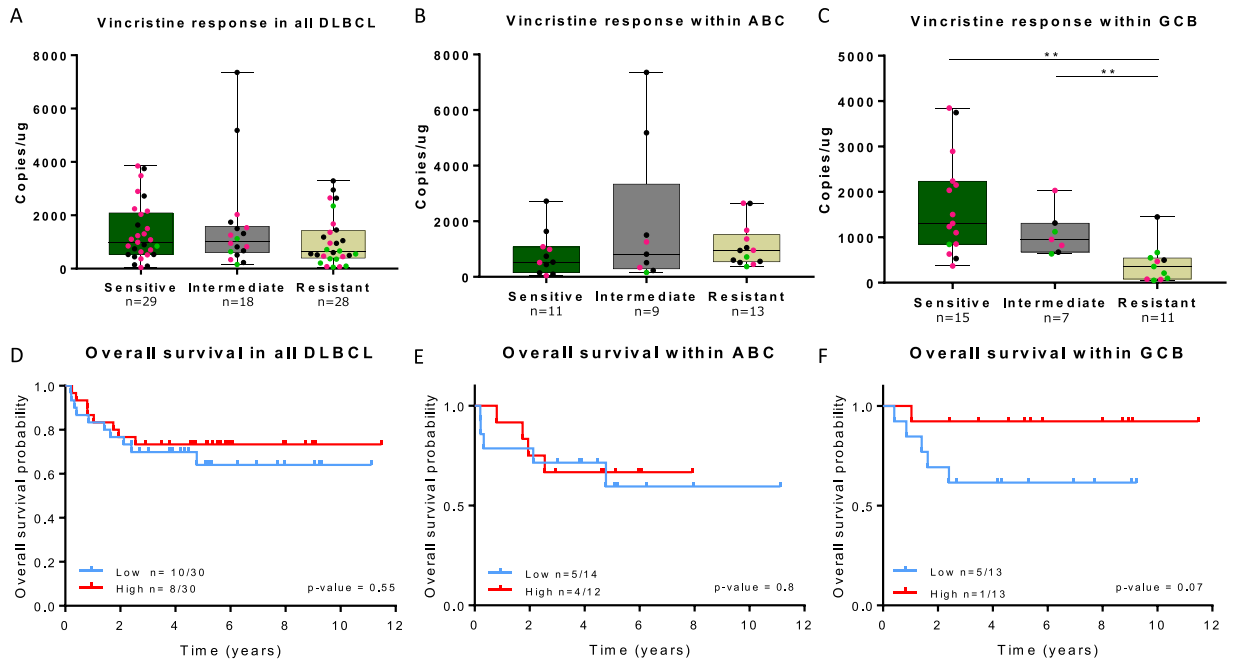 A
Vincristine response in all DLBCL
Copies/ug
8000
6000
4000
2000
0
Sensitive
Intermediate
Resistant
n=29
n=18
n=28
B
Vincristine response within ABC
Copies/ug
8000
6000
4000
2000
0
Sensitive
Intermediate
Resistant
n=11
n=9
n=13
C
Vincristine response within GCB
Copies/ug
5000
4000
3000
2000
1000
0
**
**
Sensitive
Intermediate
Resistant
n=15
n=7
n=11
D
Overall survival in all DLBCL
Overall survival probability
1.0
0.8
0.6
0.4
0.2
0.0
Low n= 10/30
High n= 8/30
p-value = 0.55
0 2 4 6 8 10 12
Time (years)
E
Overall survival within ABC
Overall survival probability
1.0
0.5
0.0
Low n=5/14
High n=4/12
p-value = 0.8
0 2 4 6 8 10 12
Time (years)
F
Overall survival within GCB
Overall survival probability
1.0
0.5
0.0
Low n=5/13
High n=1/13
p-value = 0.07
0 2 4 6 8 10 12
Time (years)